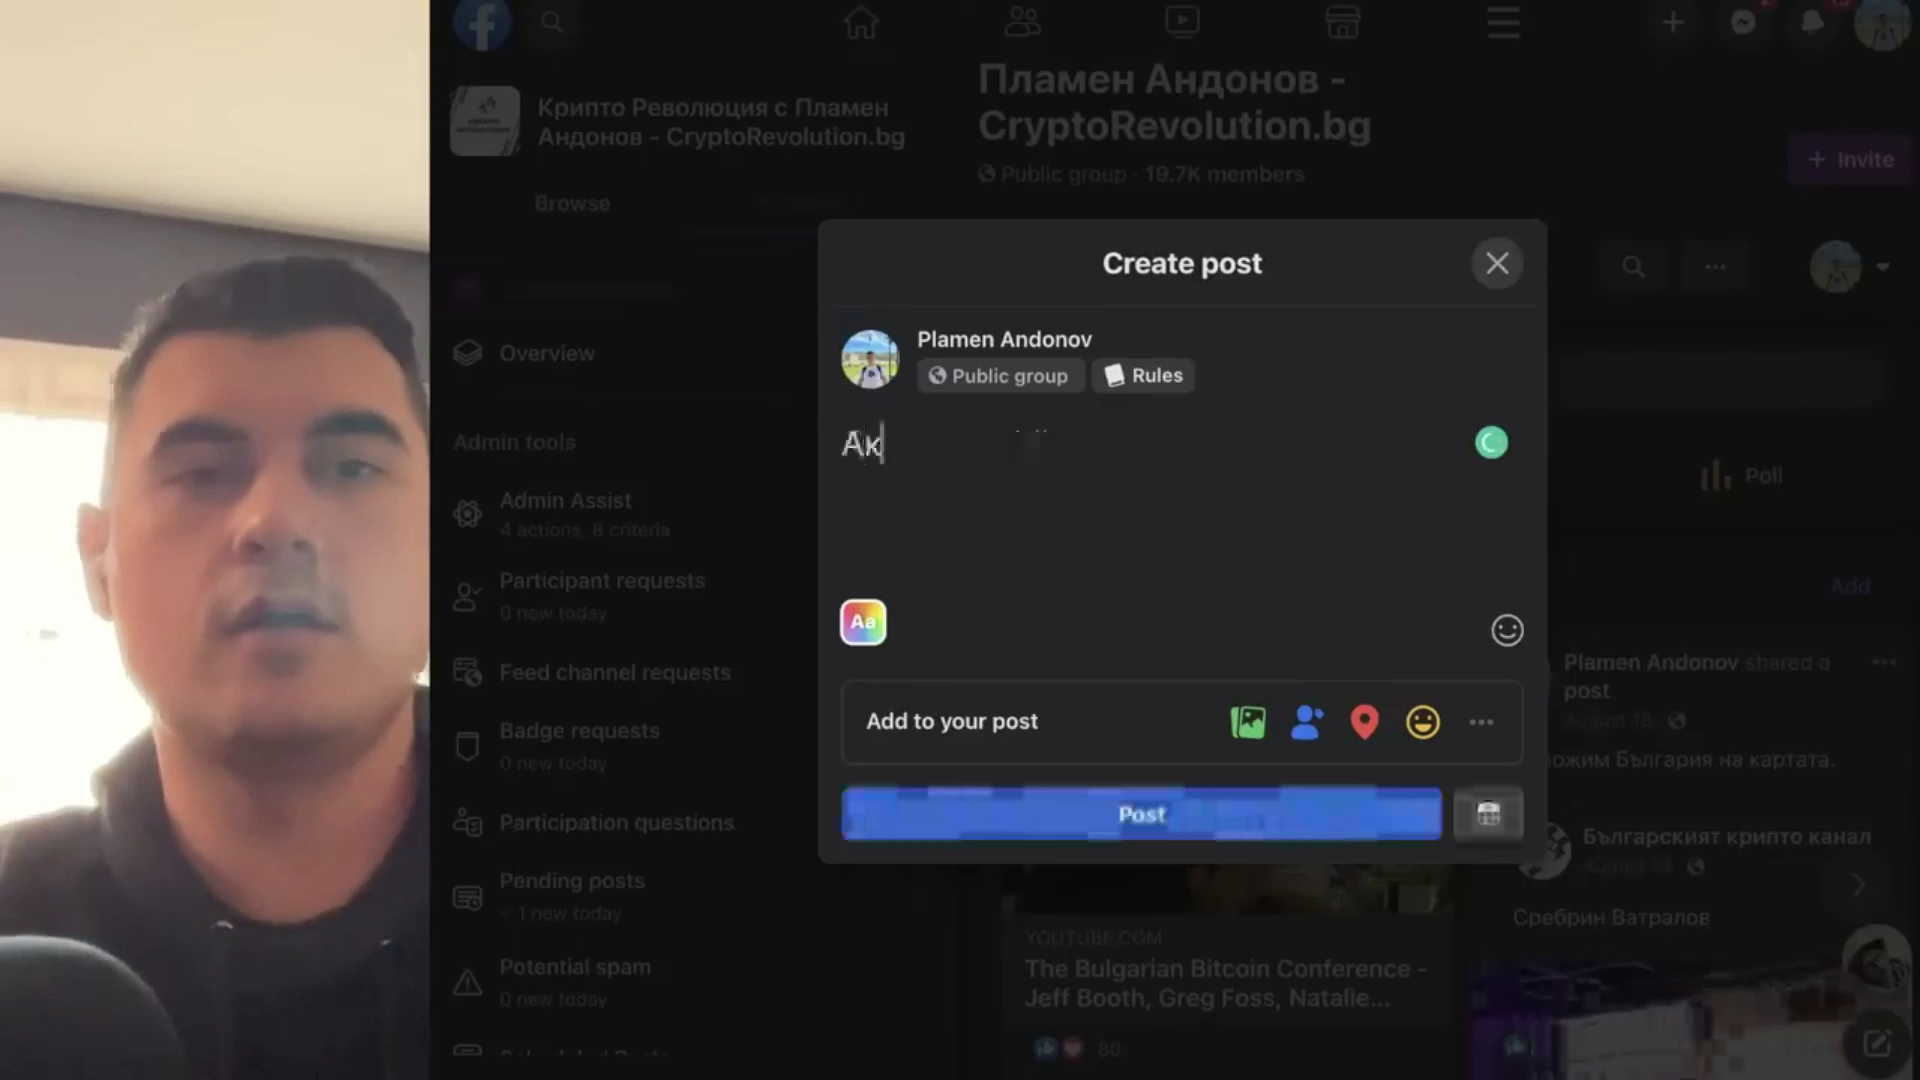 Крипто Революция с Пламен
Андонов - CryptoRevolution.bg
Browse
Overview
Admin tools
Admin Assist
4 actions, 8 criteria
Participant requests
0 new today
Feed channel requests
Badge requests
0 new today
Participation questions
Pending posts
1 new today
Potential spam
0 new today
Пламен Андонов -
CryptoRevolution.bg
Public group · 19.7K members
+ Invite
Create post
Plamen Andonov
Public group
Rules
Ак
Aa
Add to your post
Post
Poll
Add
Plamen Andonov shared a
post.
ожим България на картата.
Българският крипто канал
Сребрин Ватралов
YOUTUBE.COM
The Bulgarian Bitcoin Conference -
Jeff Booth, Greg Foss, Natalie...
80